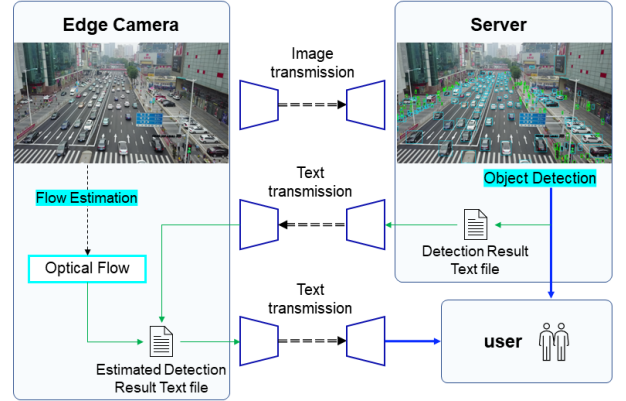 Edge Camera
Server
Image
transmission
Object Detection
Text
transmission
Flow Estimation
Optical Flow
Detection Result
Text file
Text
transmission
Estimated Detection
Result Text file
user